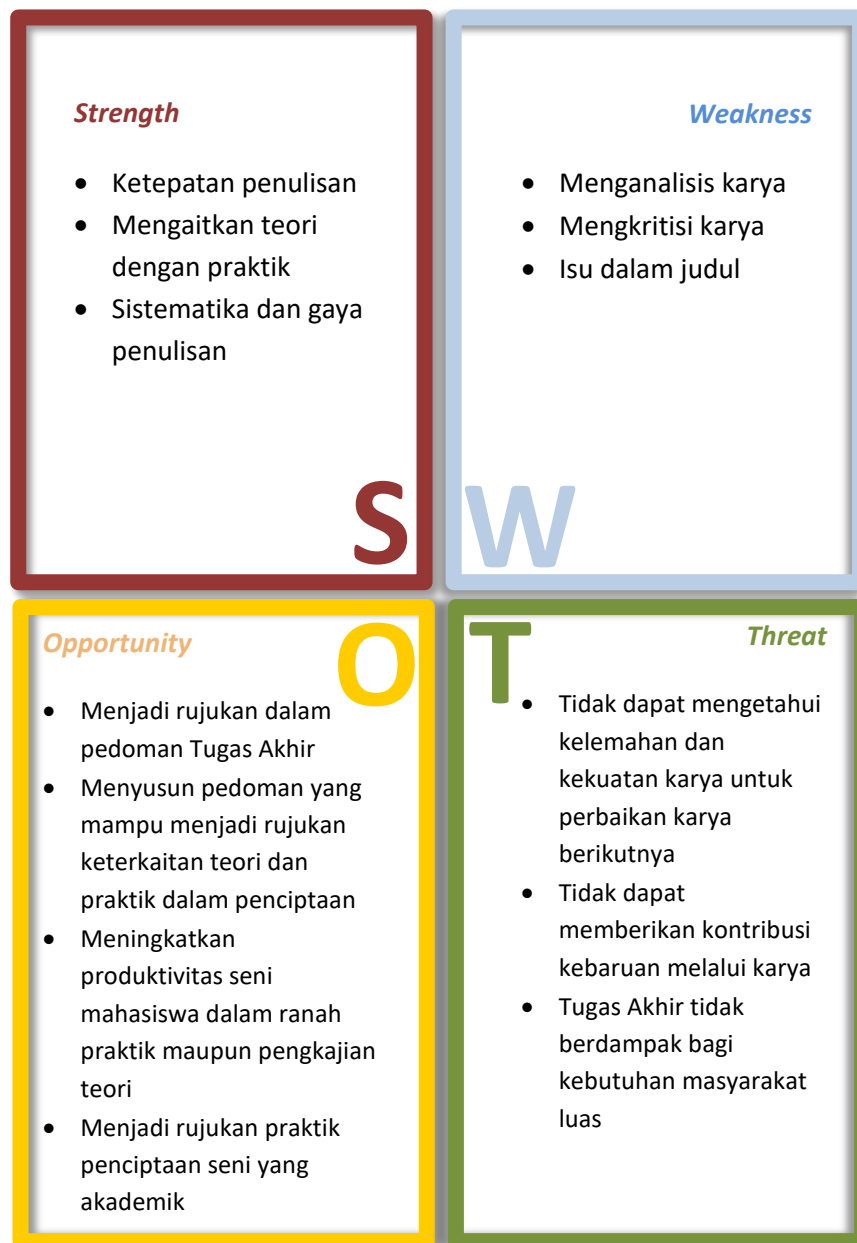 Strength
• Ketepatan penulisan
• Mengaitkan teori
dengan praktik
• Sistematika dan gaya
penulisan
S
Weakness
• Menganalisis karya
• Mengkritisi karya
• Isu dalam judul
W
Opportunity
O
• Menjadi rujukan dalam
pedoman Tugas Akhir
• Menyusun pedoman yang
mampu menjadi rujukan
keterkaitan teori dan
praktik dalam penciptaan
• Meningkatkan
produktivitas seni
mahasiswa dalam ranah
praktik maupun pengkajian
teori
• Menjadi rujukan praktik
penciptaan seni yang
akademik
T
Threat
• Tidak dapat mengetahui
kelemahan dan
kekuatan karya untuk
perbaikan karya
berikutnya
• Tidak dapat
memberikan kontribusi
kebaruan melalui karya
• Tugas Akhir tidak
berdampak bagi
kebutuhan masyarakat
luas